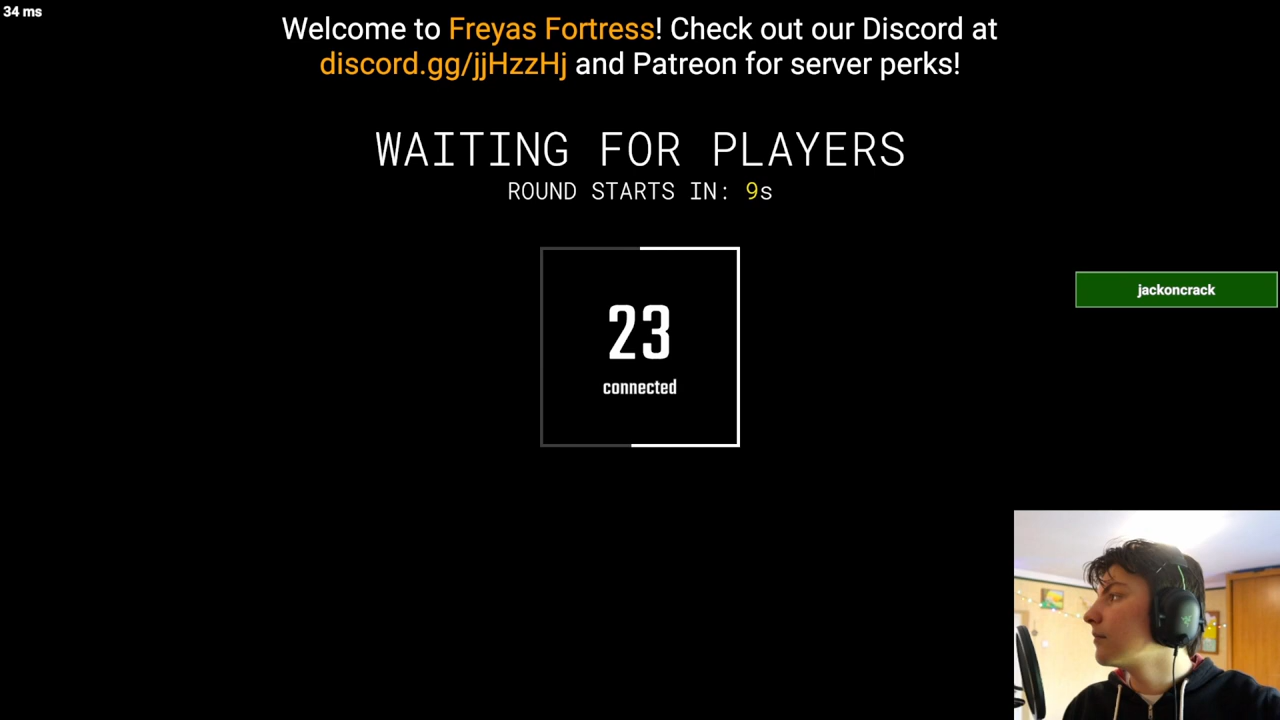 34 ms
Welcome to Freyas Fortress! Check out our Discord at
discord.gg/jjHzzHj and Patreon for server perks!
WAITING FOR PLAYERS
ROUND STARTS IN: 9s
23
connected
jackoncrack